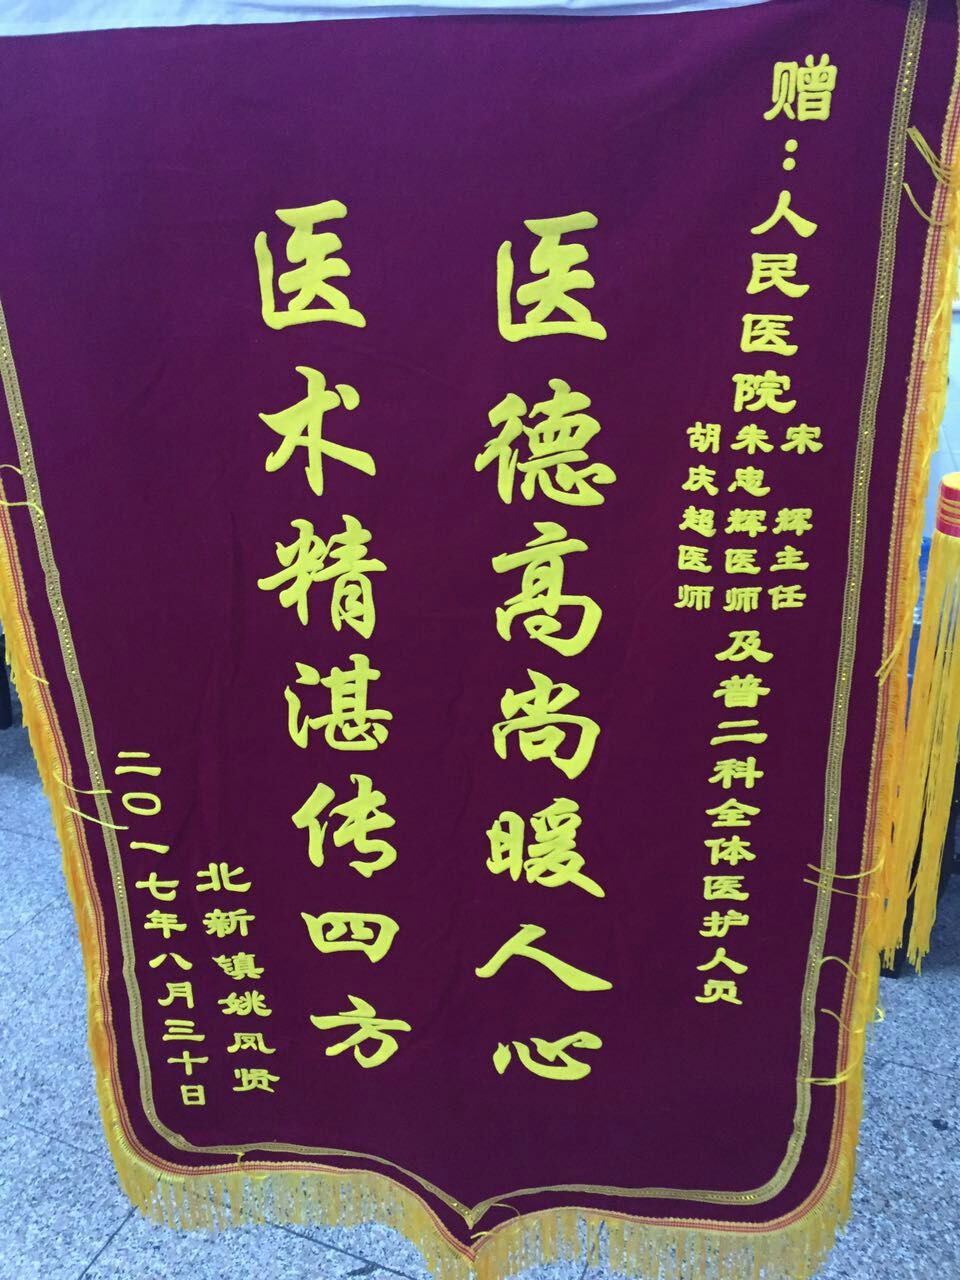 赠：人民医院
宋辉主任
朱忠辉医师
胡庆超医师
及普二科全体医护人员
医德高尚暖人心
医术精湛传四方
北新镇姚凤贤
二〇一七年八月三十日